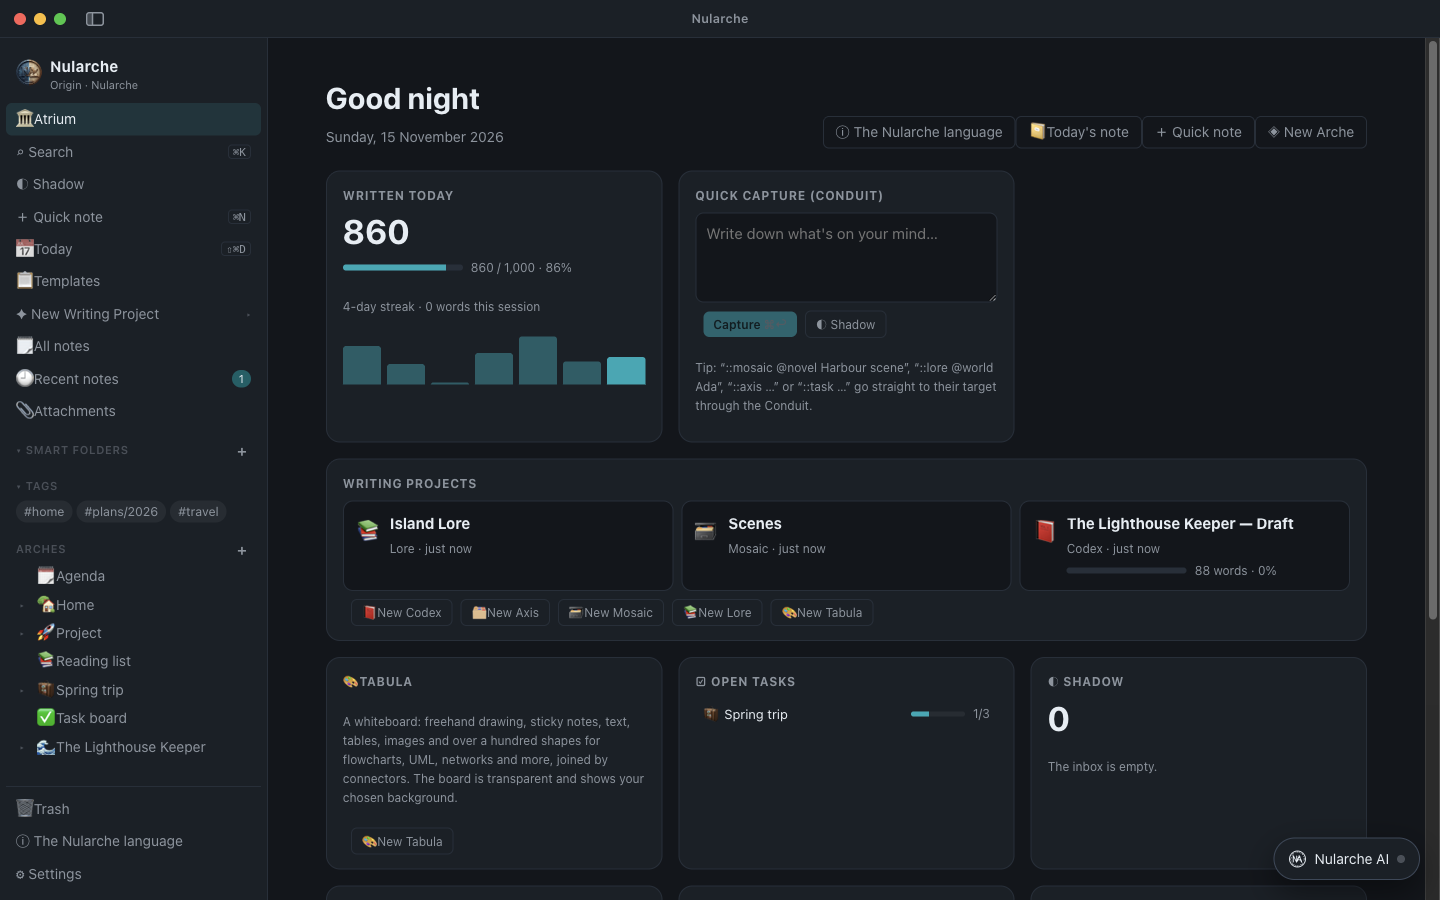 Nularche
Nularche
Origin · Nularche
Atrium
Search ⌘K
Shadow
+ Quick note ⌘N
Today ⇧⌘D
Templates
New Writing Project
All notes
Recent notes 1
Attachments
SMART FOLDERS +
TAGS
#home #plans/2026 #travel
ARCHES +
Agenda
Home
Project
Reading list
Spring trip
Task board
The Lighthouse Keeper
Trash
The Nularche language
Settings
Good night
Sunday, 15 November 2026
The Nularche language
Today's note
+ Quick note
New Arche
WRITTEN TODAY
860
860 / 1,000 · 86%
4-day streak · 0 words this session
QUICK CAPTURE (CONDUIT)
Write down what's on your mind…
Capture
Shadow
Tip: “::mosaic @novel Harbour scene”, “::lore @world
Ada”, “::axis …” or “::task …” go straight to their target
through the Conduit.
WRITING PROJECTS
Island Lore
Lore · just now
Scenes
Mosaic · just now
The Lighthouse Keeper — Draft
Codex · just now
88 words · 0%
New Codex
New Axis
New Mosaic
New Lore
New Tabula
TABULA
A whiteboard: freehand drawing, sticky notes, text,
tables, images and over a hundred shapes for
flowcharts, UML, networks and more, joined by
connectors. The board is transparent and shows your
chosen background.
New Tabula
OPEN TASKS
Spring trip 1/3
SHADOW
0
The inbox is empty.
Nularche AI